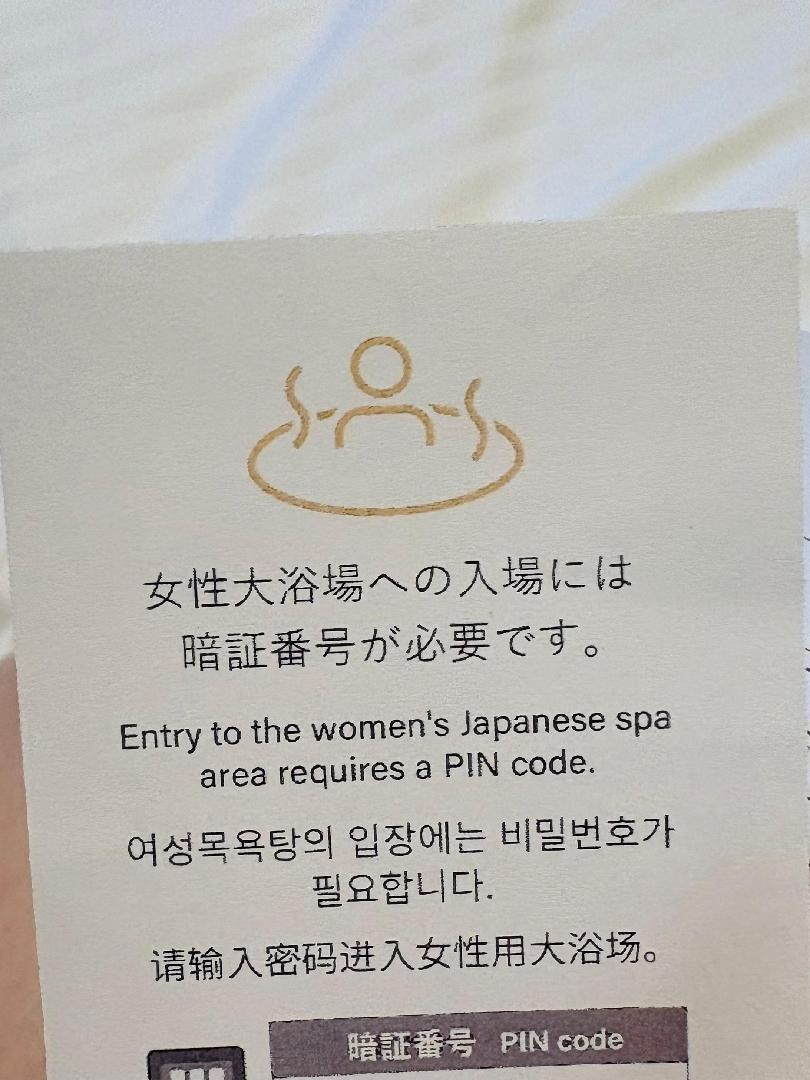 女性大浴場への入場には
暗証番号が必要です。
Entry to the women's Japanese spa
area requires a PIN code.
여성목욕탕의 입장에는 비밀번호가
필요합니다.
请输入密码进入女性用大浴场。
暗証番号 PIN code